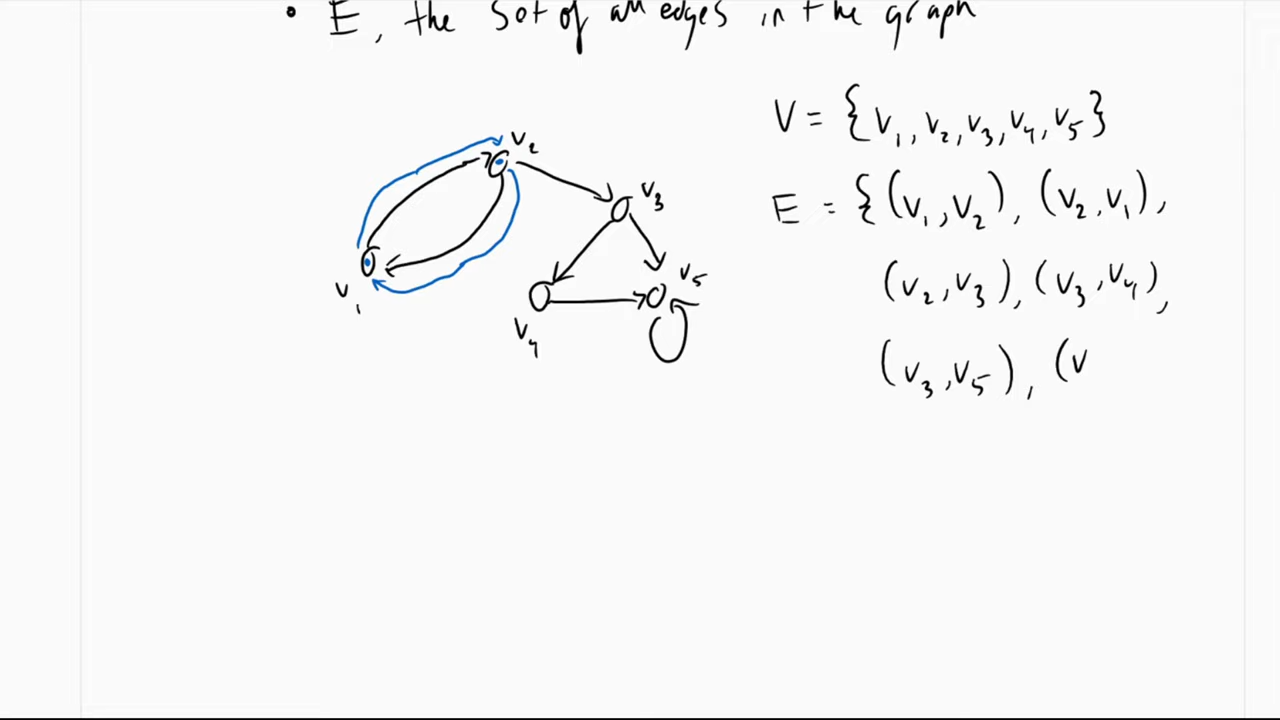 • E, the set of all edges in the graph
V = {v₁, v₂, v₃, v₄, v₅}
E = {(v₁, v₂), (v₂, v₁),
(v₂, v₃), (v₃, v₄),
(v₃, v₅), (v
v₂
v₃
v₅
v₁
v₄